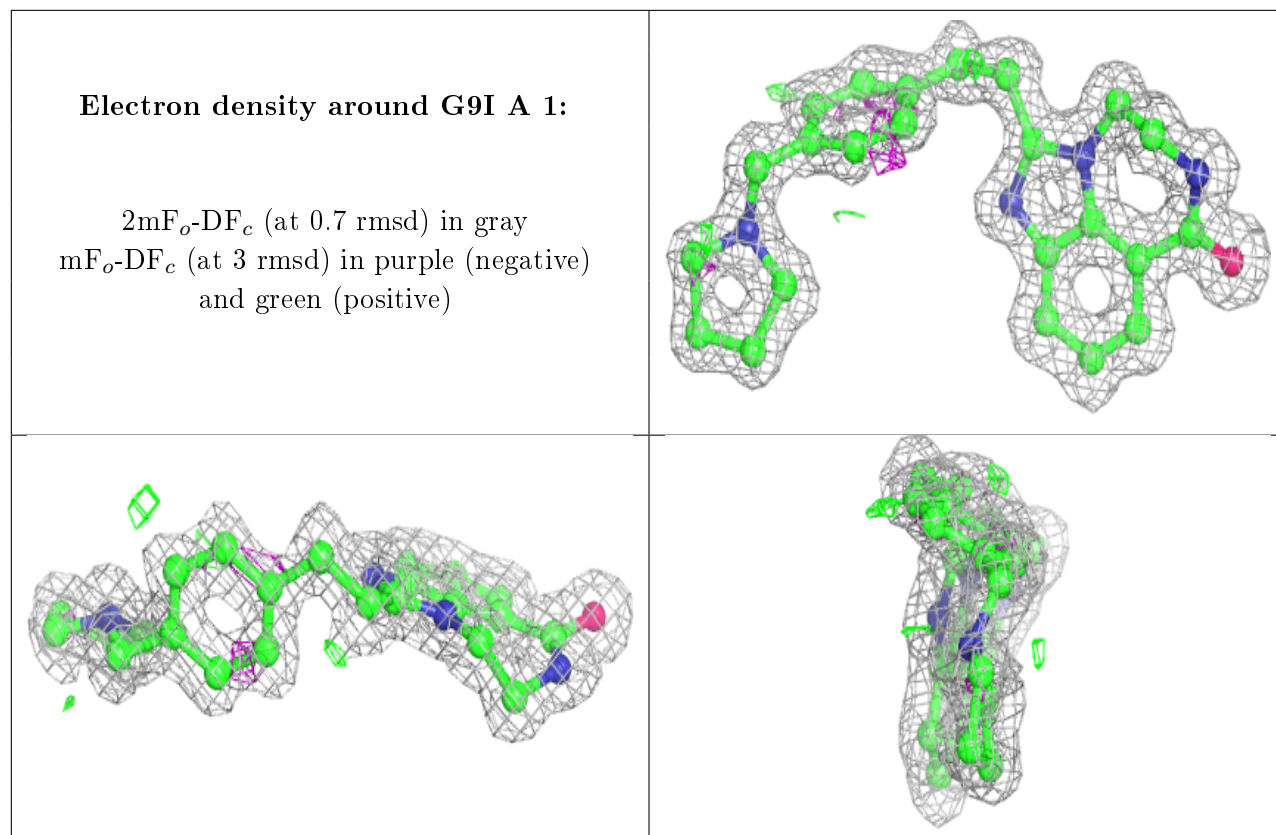 Electron density around G9I A 1:
2mFo-DFc (at 0.7 rmsd) in gray
mFo-DFc (at 3 rmsd) in purple (negative)
and green (positive)